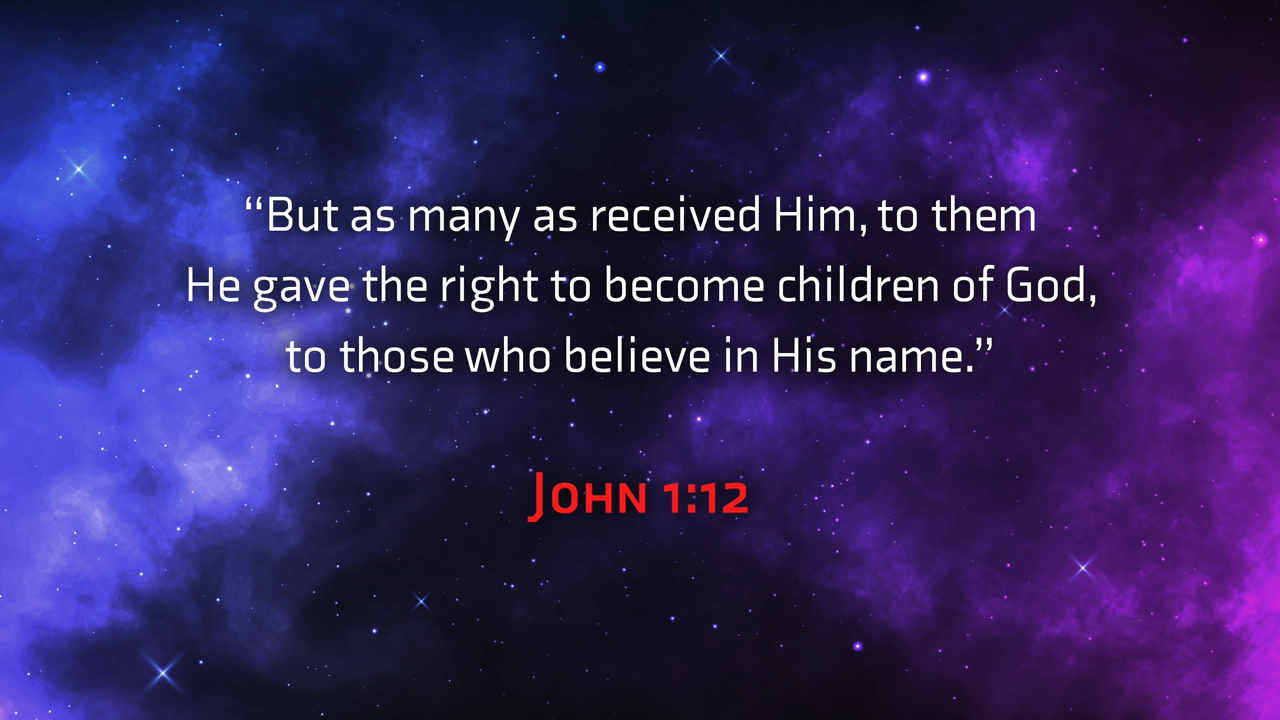 “But as many as received Him, to them
He gave the right to become children of God,
to those who believe in His name.”
John 1:12